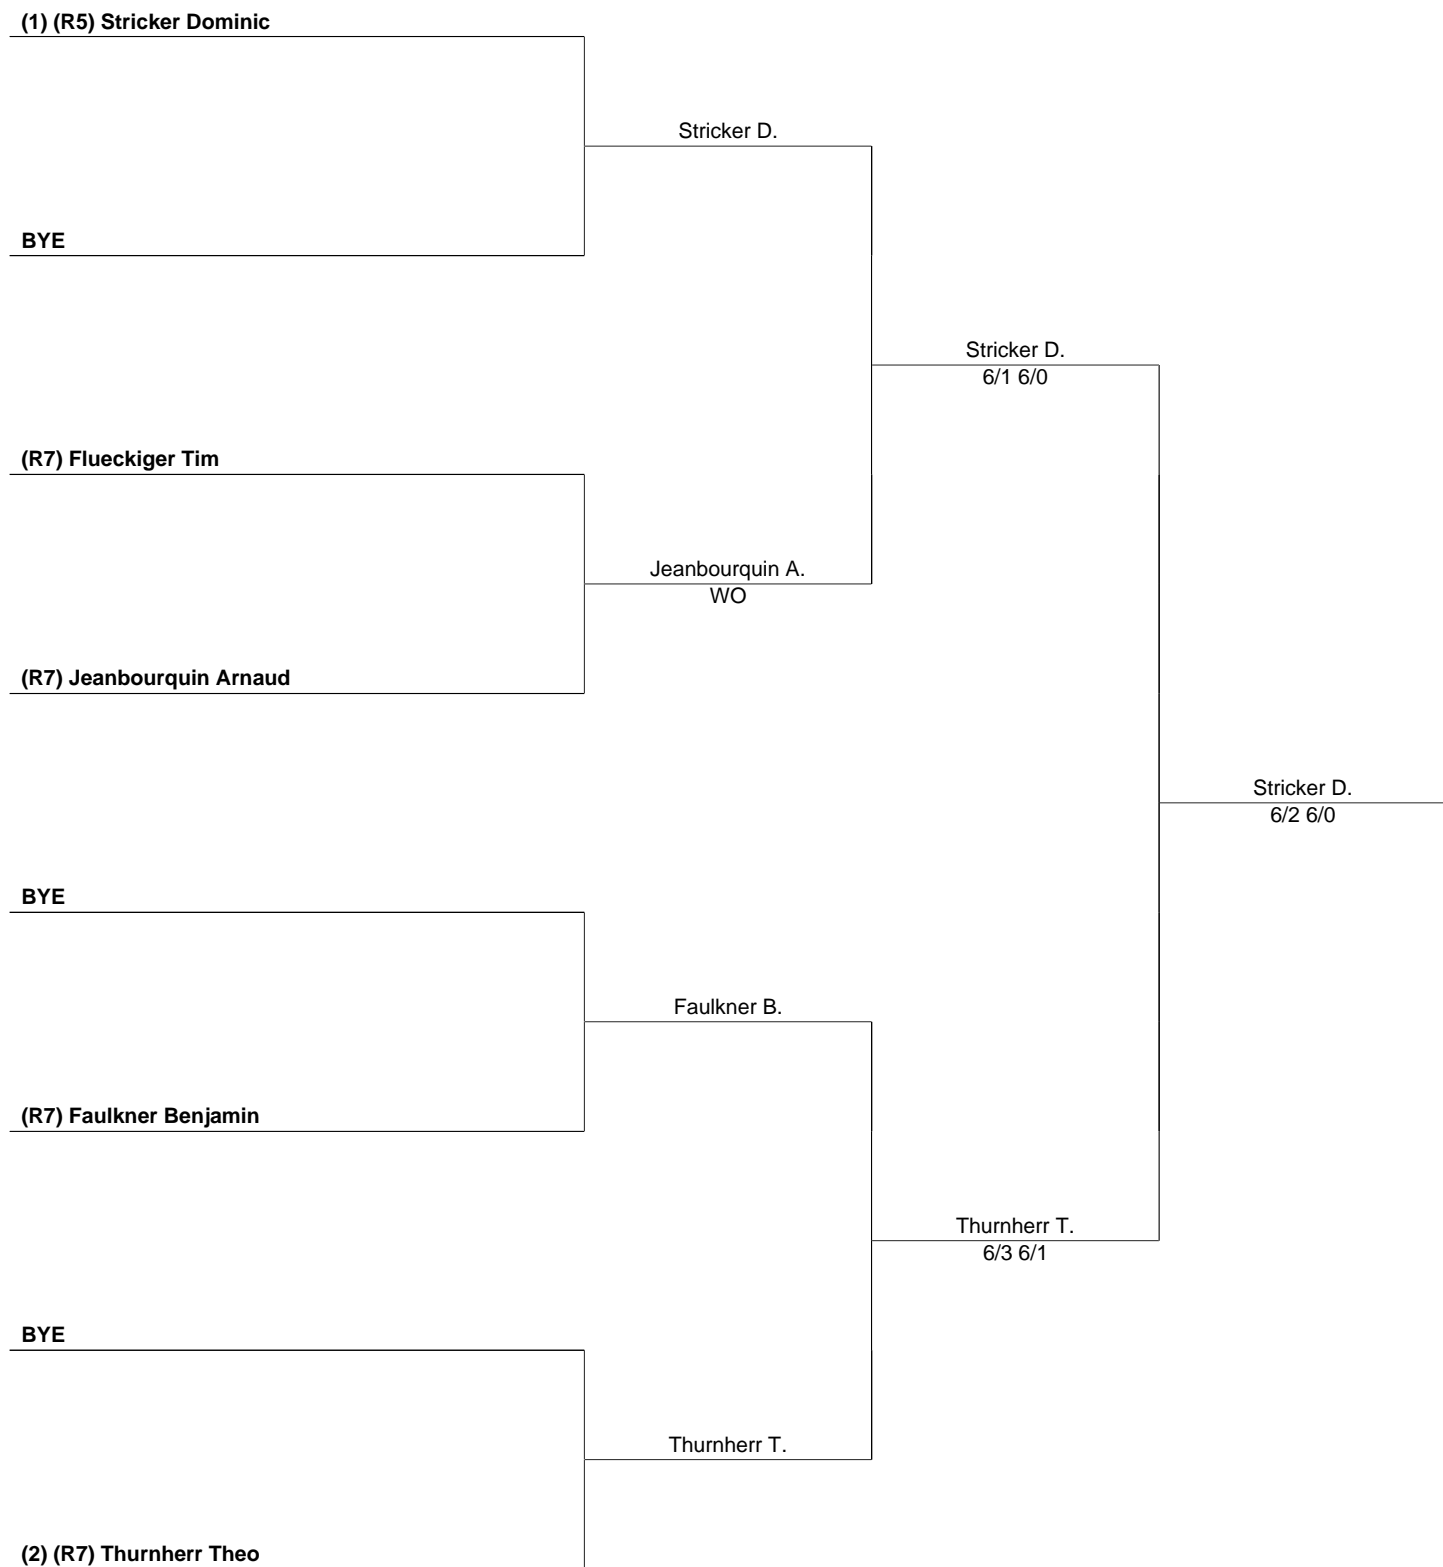 (1) (R5) Stricker Dominic
Stricker D.
BYE
Stricker D.
6/1 6/0
(R7) Flueckiger Tim
Jeanbourquin A.
WO
(R7) Jeanbourquin Arnaud
Stricker D.
6/2 6/0
BYE
Faulkner B.
(R7) Faulkner Benjamin
Thurnherr T.
6/3 6/1
BYE
Thurnherr T.
(2) (R7) Thurnherr Theo